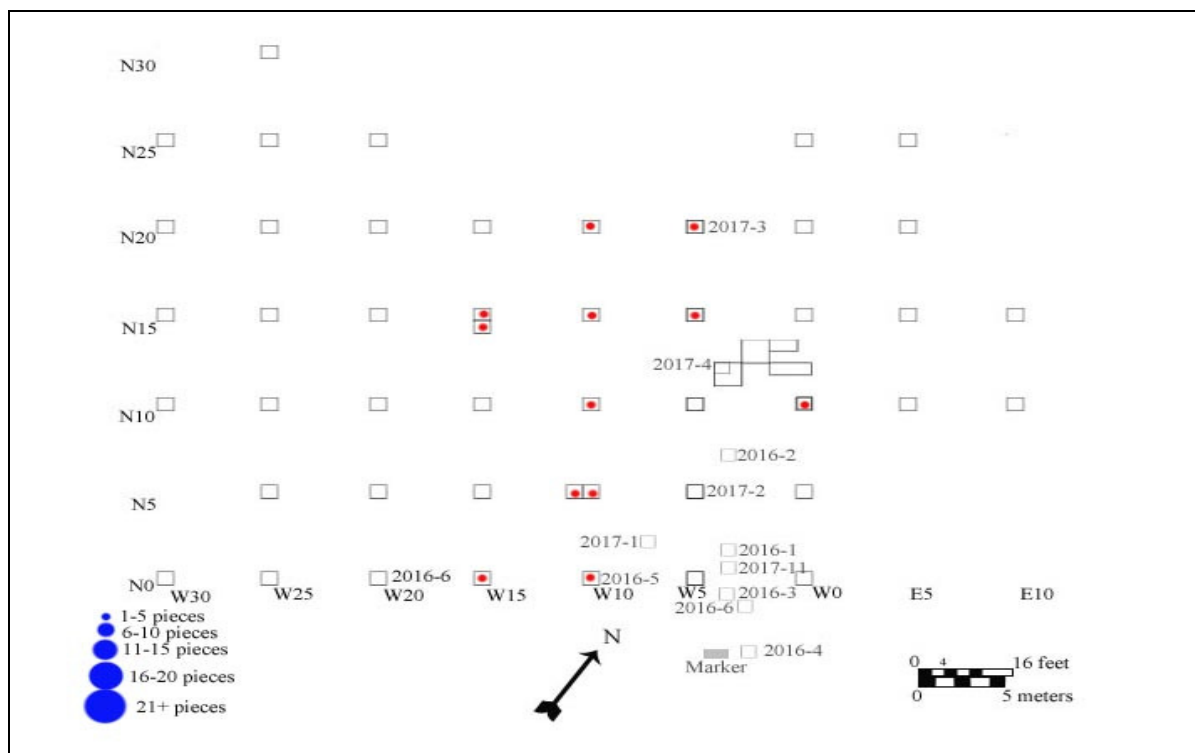 N30
N25
N20
2017-3
N15
2017-4
N10
2016-2
N5
2017-2
2017-1
2016-1
2017-11
N0
2016-6
2016-5
2016-3
W30
W25
W20
W15
W10
W5
W0
E5
E10
2016-6
1-5 pieces
6-10 pieces
11-15 pieces
16-20 pieces
21+ pieces
N
2016-4
Marker
0 4 16 feet
0 5 meters